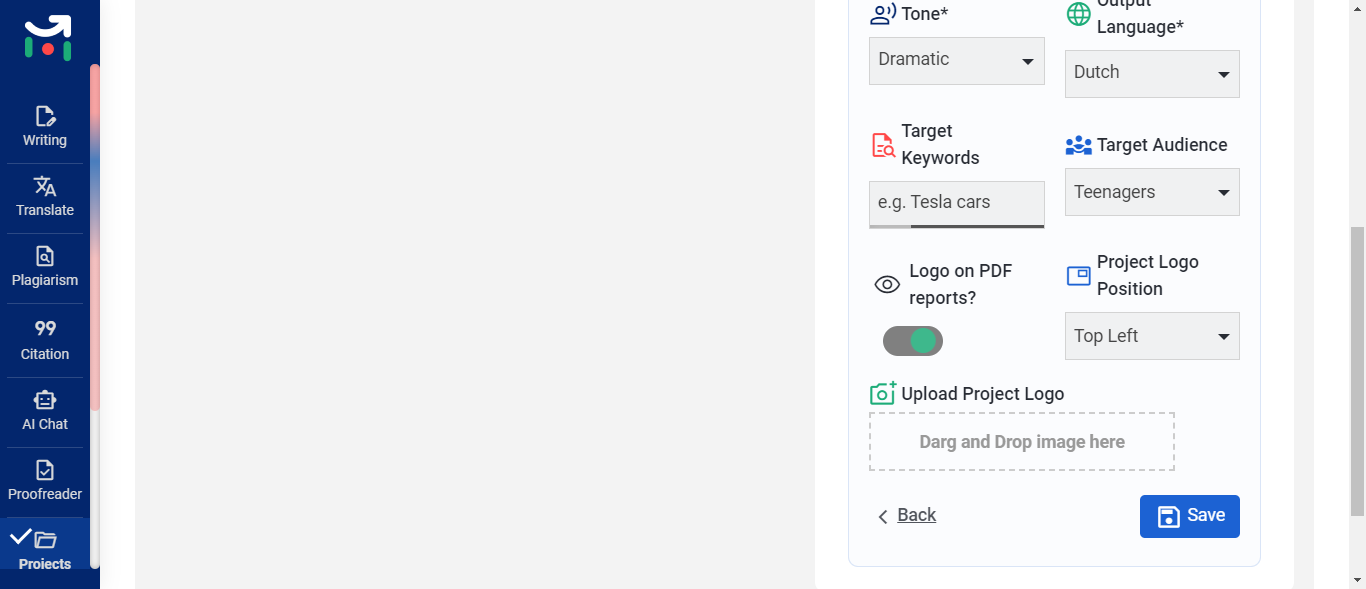 Writing
Translate
Plagiarism
Citation
AI Chat
Proofreader
Projects
Tone*
Dramatic
Output
Language*
Dutch
Target
Keywords
e.g. Tesla cars
Target Audience
Teenagers
Logo on PDF
reports?
Project Logo
Position
Top Left
Upload Project Logo
Darg and Drop image here
Back
Save